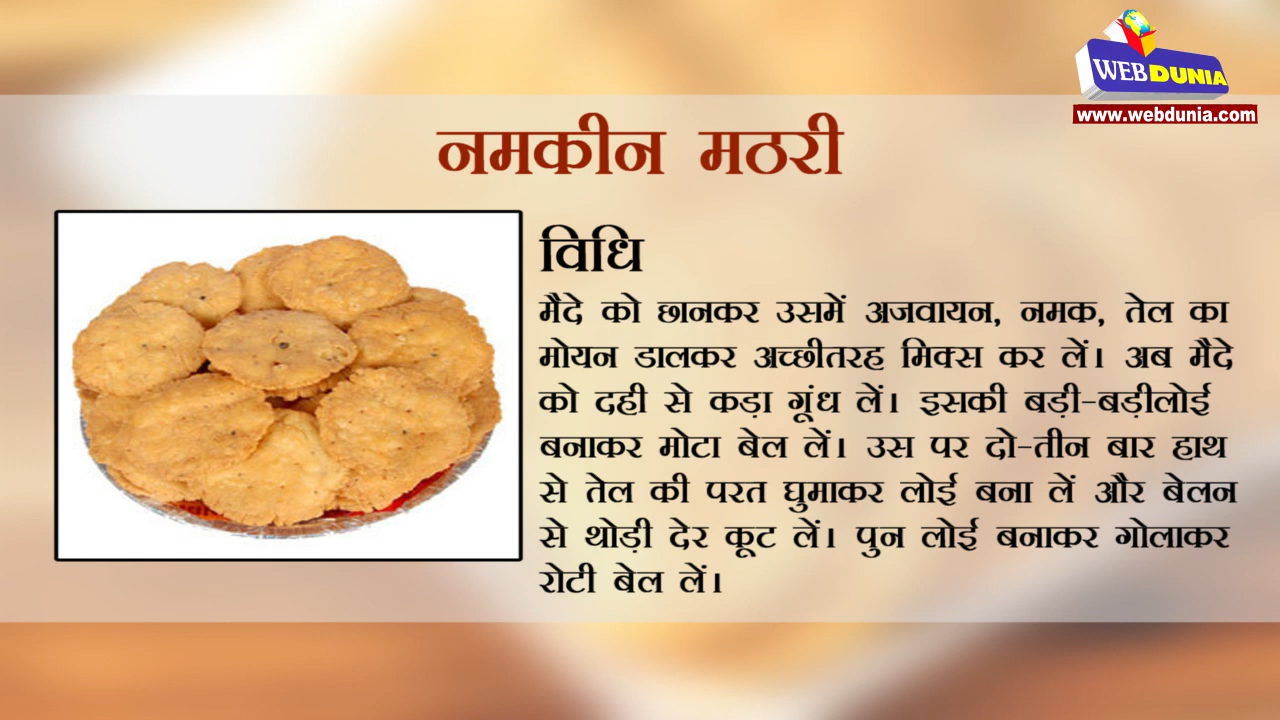 WEBDUNIA
www.webdunia.com
नमकीन मठरी
विधि
मैदे को छानकर उसमें अजवायन, नमक, तेल का
मोयन डालकर अच्छीतरह मिक्स कर लें। अब मैदे
को दही से कड़ा गूंध लें। इसकी बड़ी-बड़ीलोई
बनाकर मोटा बेल लें। उस पर दो-तीन बार हाथ
से तेल की परत घुमाकर लोई बना लें और बेलन
से थोड़ी देर कूट लें। पुन लोई बनाकर गोलाकर
रोटी बेल लें।